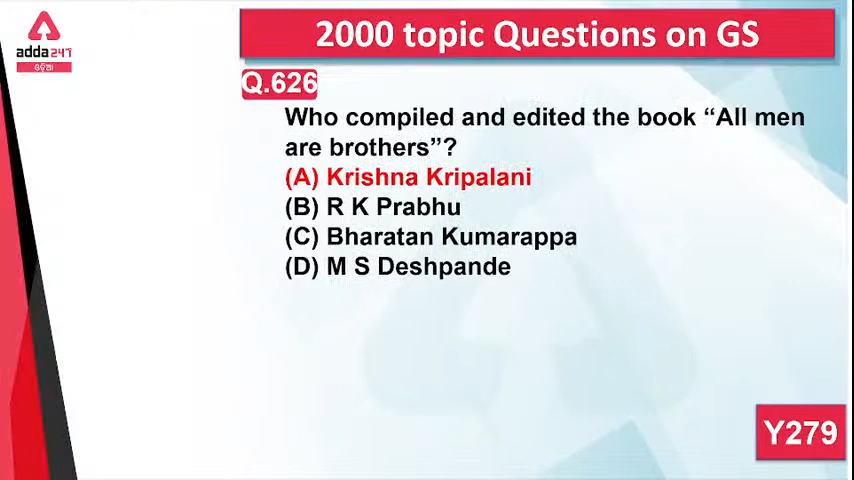 adda247
ଓଡ଼ିଆ
2000 topic Questions on GS
Q.626
Who compiled and edited the book “All men
are brothers”?
(A) Krishna Kripalani
(B) R K Prabhu
(C) Bharatan Kumarappa
(D) M S Deshpande
Y279